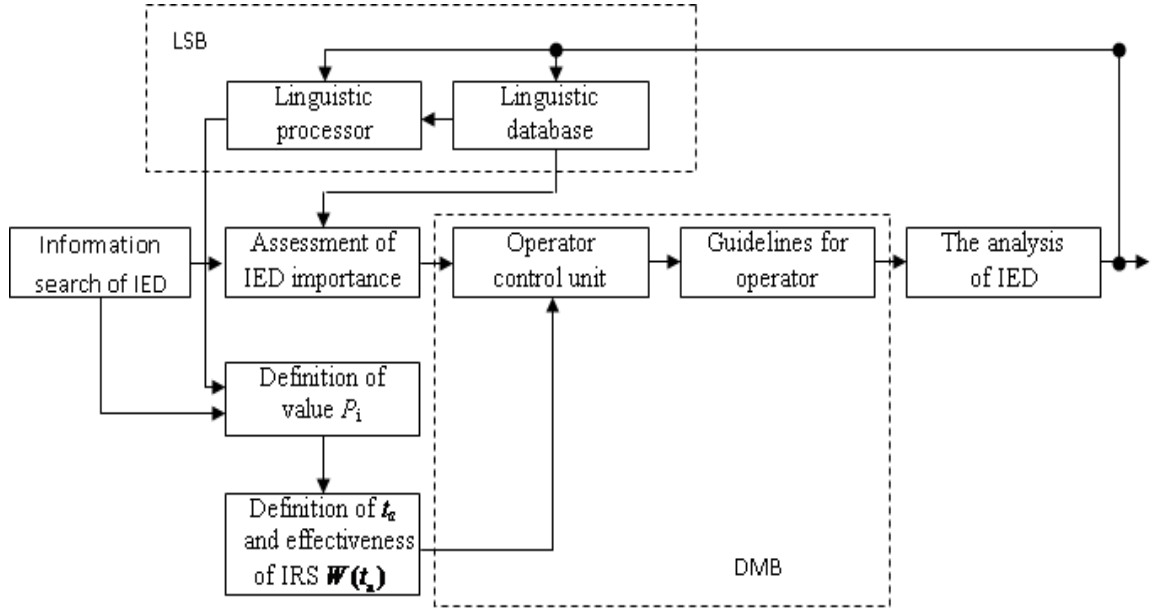 LSB
Linguistic
processor
Linguistic
database
Information
search of IED
Assessment of
IED importance
Operator
control unit
Guidelines for
operator
The analysis
of IED
Definition of
value Pi
Definition of ta
and effectiveness
of IRS W(ta)
DMB